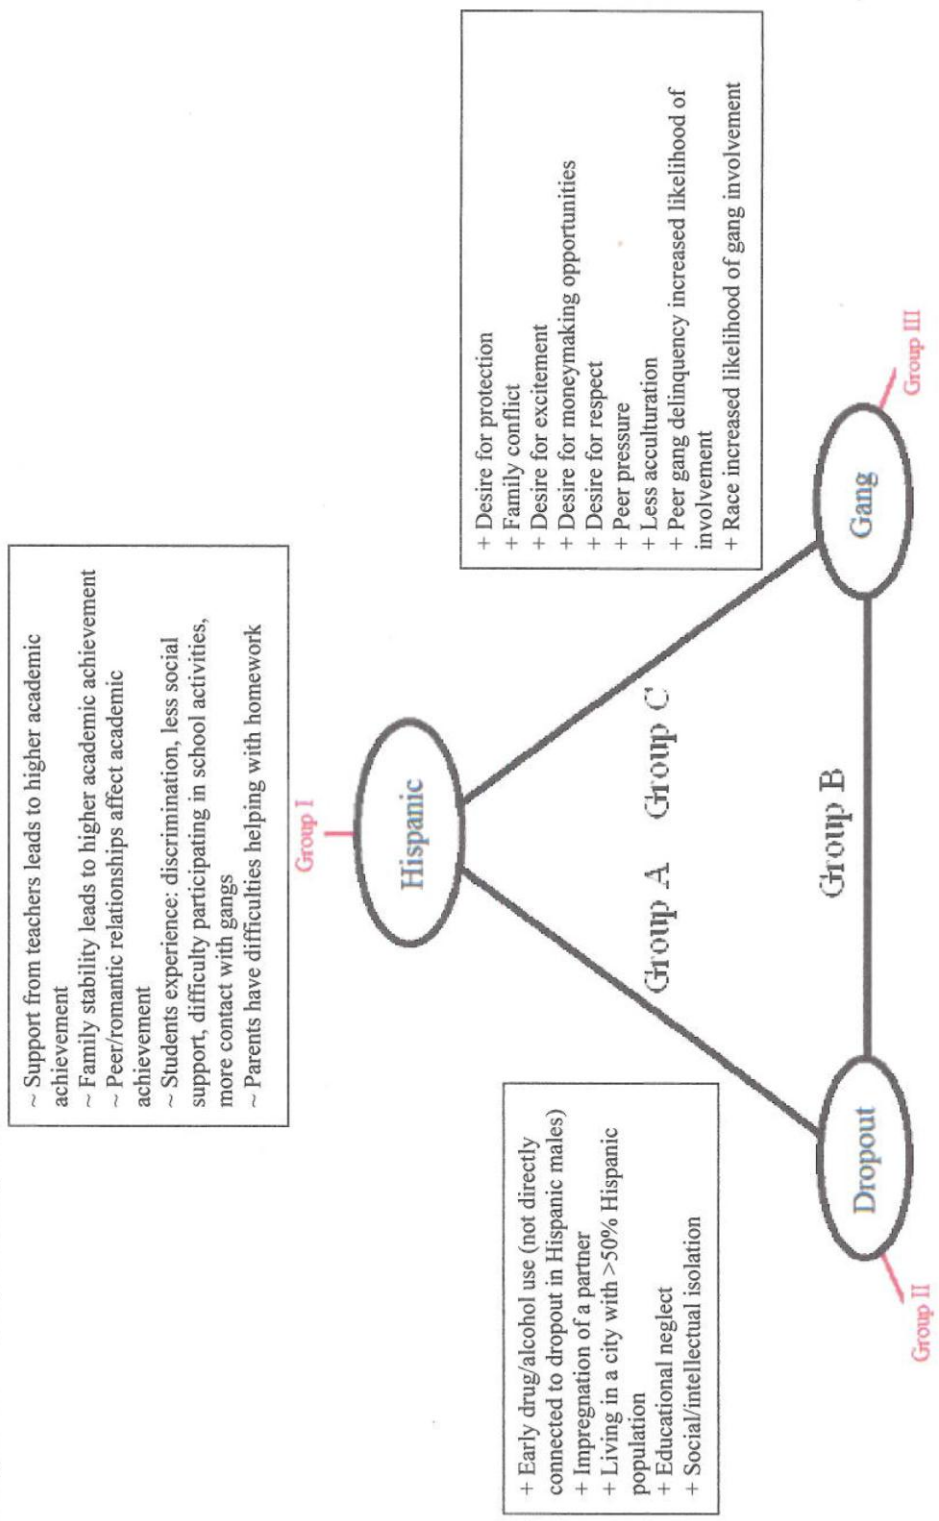 ~ Support from teachers leads to higher academic
achievement
~ Family stability leads to higher academic achievement
~ Peer/romantic relationships affect academic
achievement
~ Students experience: discrimination, less social
support, difficulty participating in school activities,
more contact with gangs
~ Parents have difficulties helping with homework
Group I
Hispanic
+ Early drug/alcohol use (not directly
connected to dropout in Hispanic males)
+ Impregnation of a partner
+ Living in a city with >50% Hispanic
population
+ Educational neglect
+ Social/intellectual isolation
+ Desire for protection
+ Family conflict
+ Desire for excitement
+ Desire for moneymaking opportunities
+ Desire for respect
+ Peer pressure
+ Less acculturation
+ Peer gang delinquency increased likelihood of
involvement
+ Race increased likelihood of gang involvement
Group A
Group C
Group B
Dropout
Gang
Group II
Group III